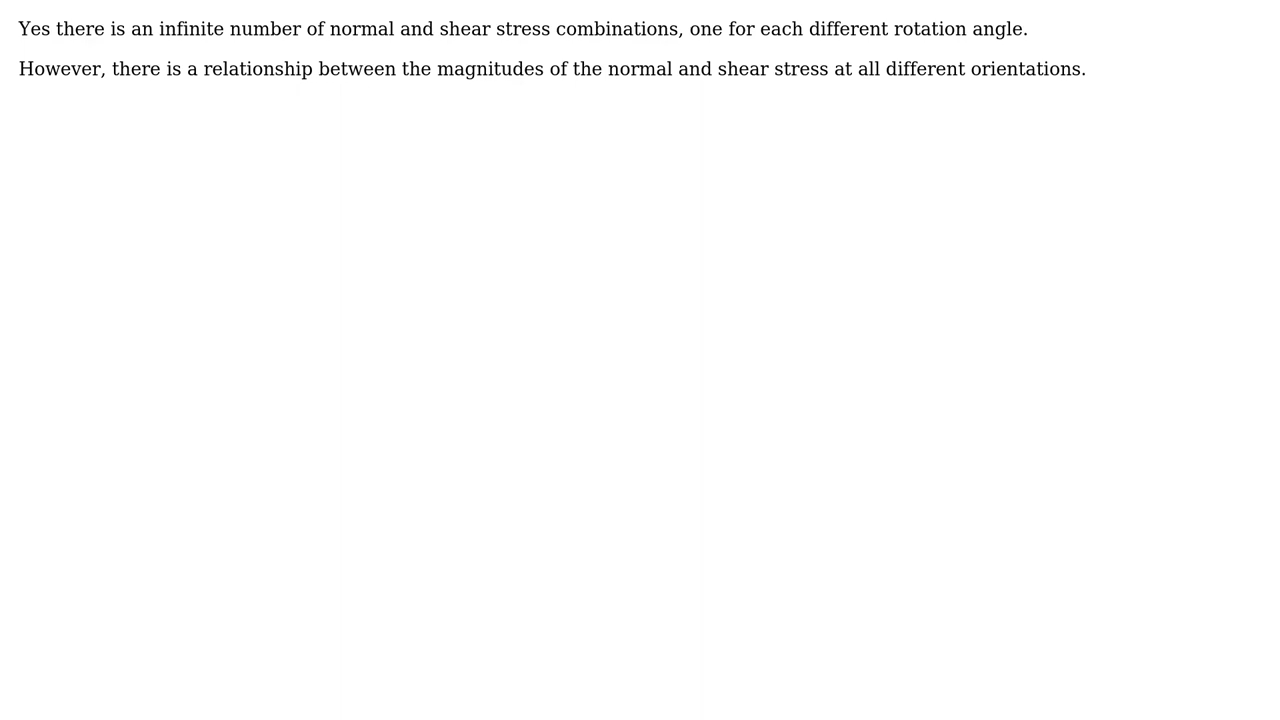 Yes there is an infinite number of normal and shear stress combinations, one for each different rotation angle.
However, there is a relationship between the magnitudes of the normal and shear stress at all different orientations.